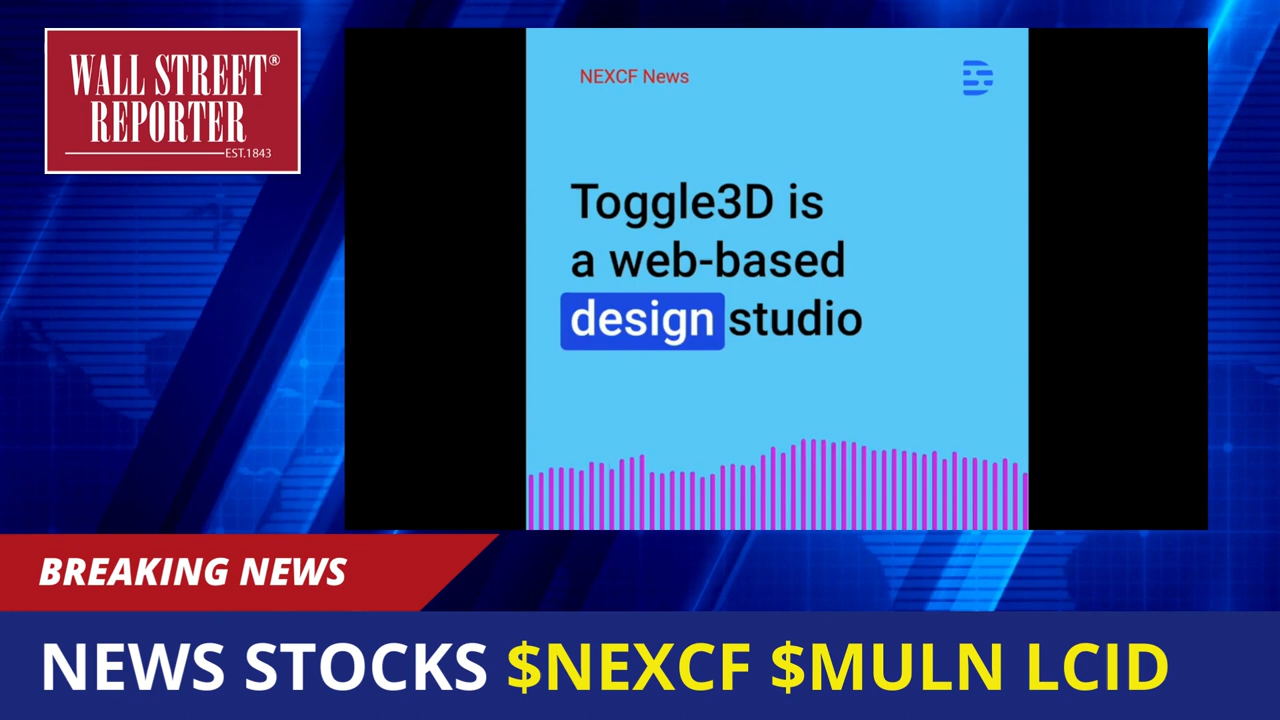 WALL STREET®
REPORTER
EST.1843
NEXCF News
Toggle3D is
a web-based
design studio
BREAKING NEWS
NEWS STOCKS $NEXCF $MULN LCID